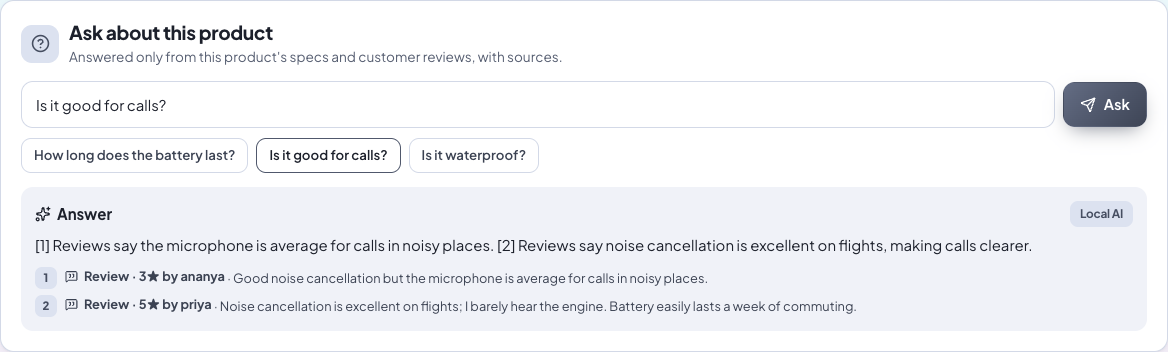 Ask about this product
Answered only from this product's specs and customer reviews, with sources.
Is it good for calls?
Ask
How long does the battery last?
Is it good for calls?
Is it waterproof?
Answer
Local AI
[1] Reviews say the microphone is average for calls in noisy places. [2] Reviews say noise cancellation is excellent on flights, making calls clearer.
1 Review · 3★ by ananya · Good noise cancellation but the microphone is average for calls in noisy places.
2 Review · 5★ by priya · Noise cancellation is excellent on flights; I barely hear the engine. Battery easily lasts a week of commuting.